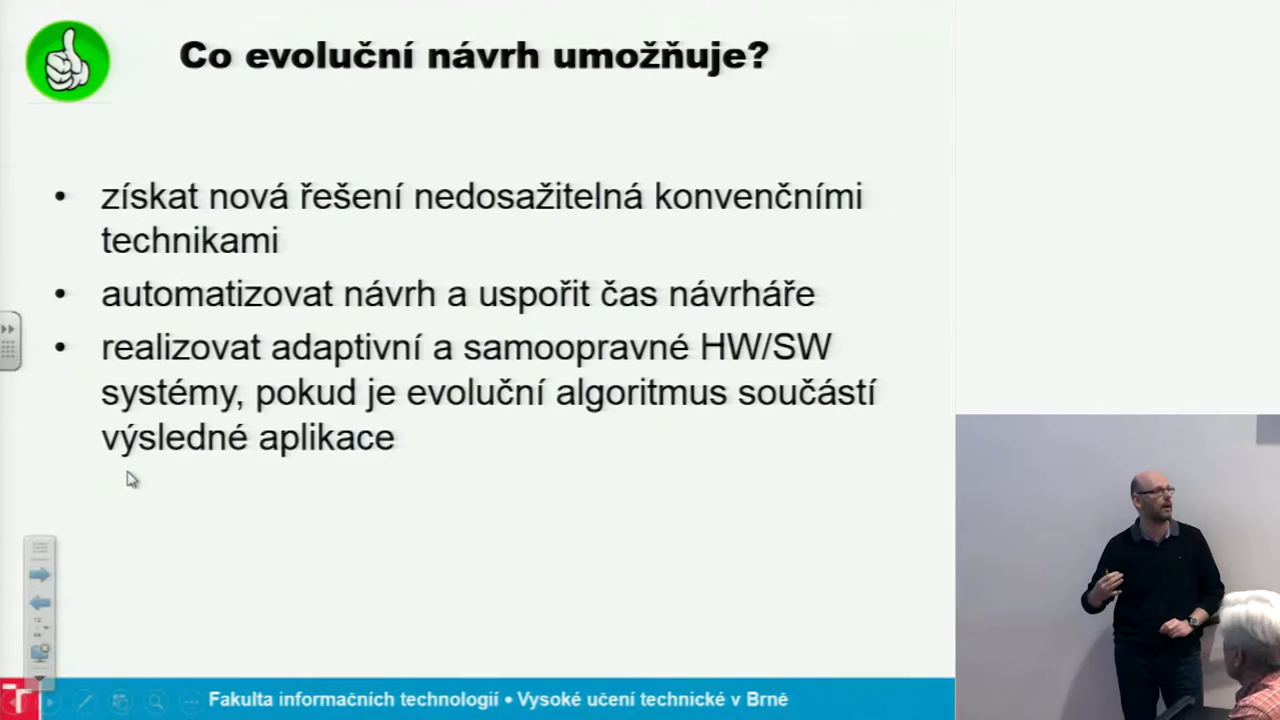 Co evoluční návrh umožňuje?
• získat nová řešení nedosažitelná konvenčními
technikami
• automatizovat návrh a uspořit čas návrháře
• realizovat adaptivní a samoopravné HW/SW
systémy, pokud je evoluční algoritmus součástí
výsledné aplikace
Fakulta informačních technologií • Vysoké učení technické v Brně